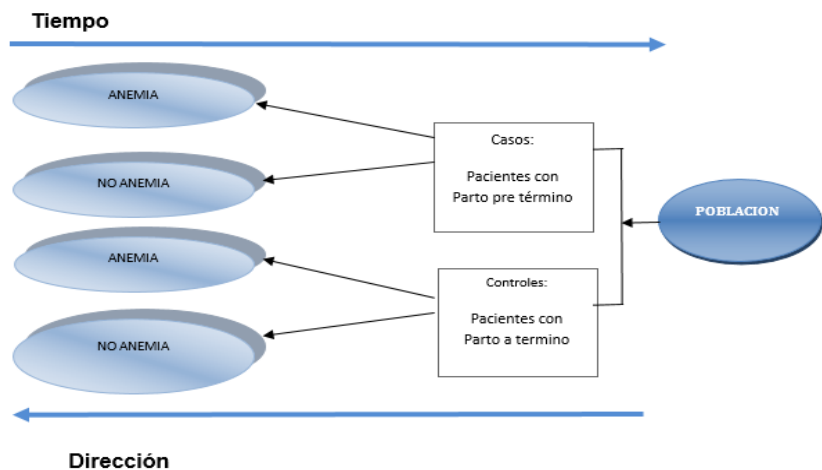 Tiempo
ANEMIA
NO ANEMIA
ANEMIA
NO ANEMIA
Casos:
Pacientes con
Parto pre término
Controles:
Pacientes con
Parto a termino
POBLACION
Dirección